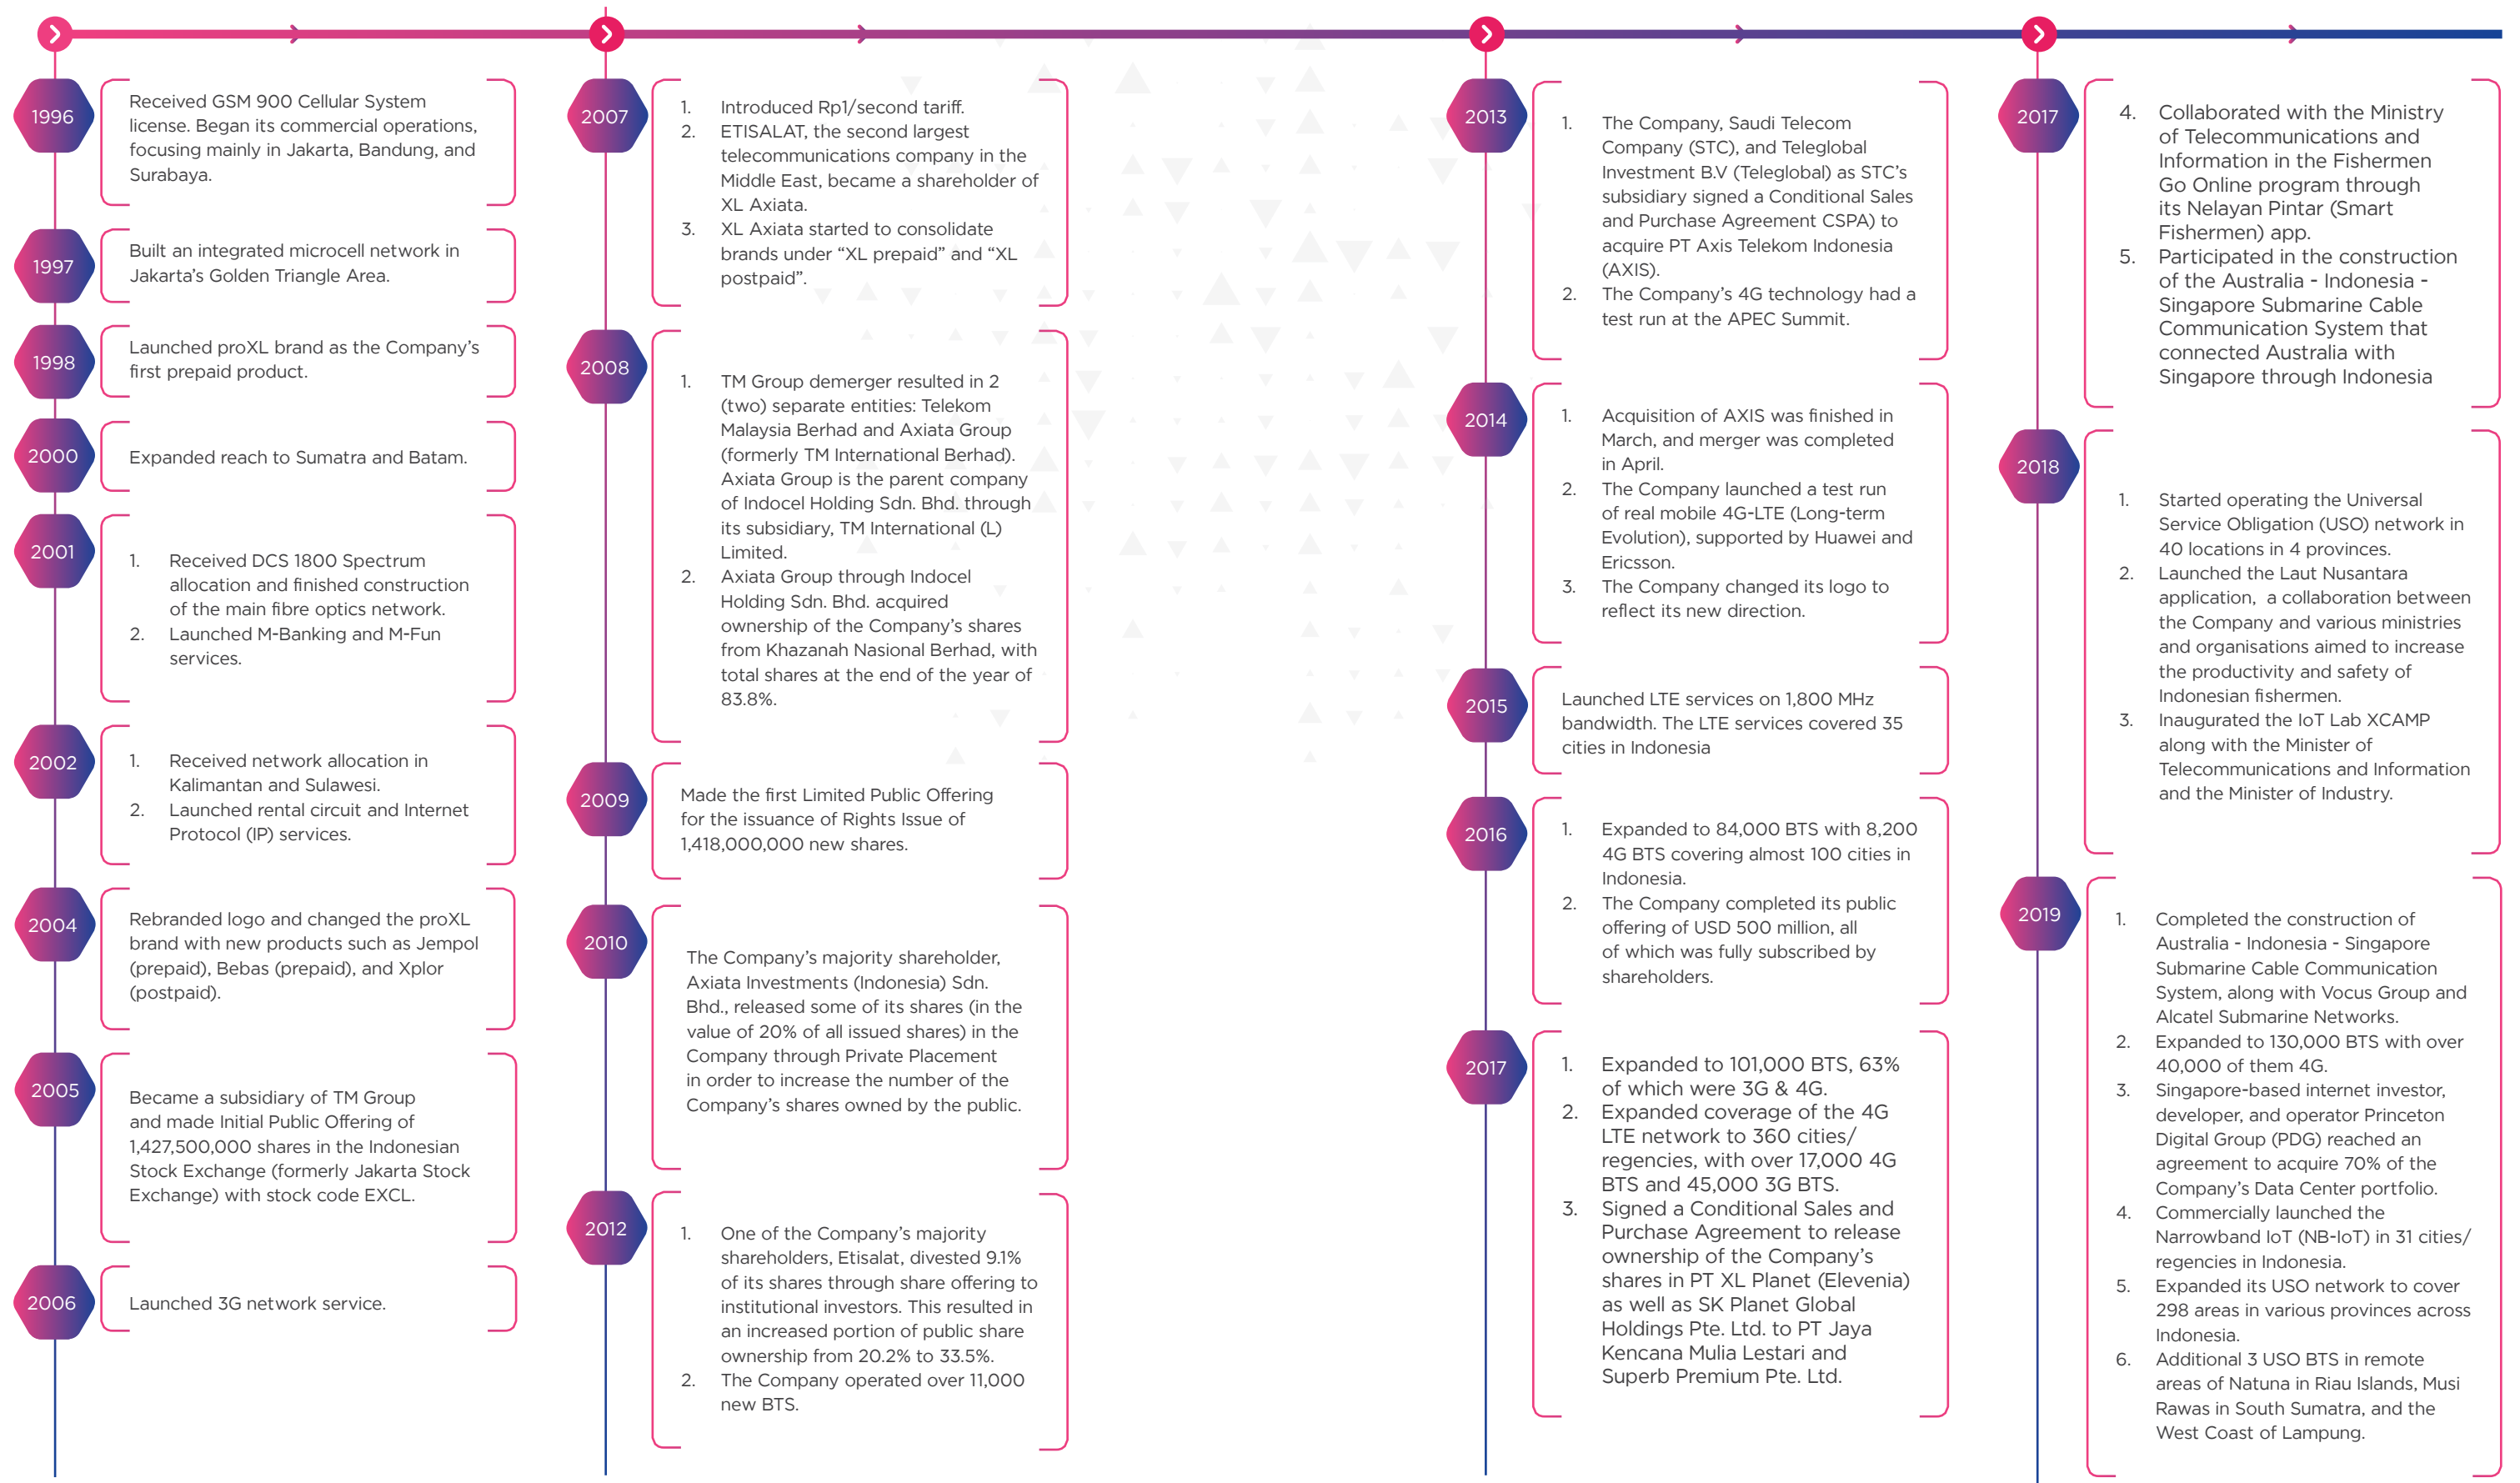 1996
Received GSM 900 Cellular System
license. Began its commercial operations,
focusing mainly in Jakarta, Bandung, and
Surabaya.
1997
Built an integrated microcell network in
Jakarta's Golden Triangle Area.
1998
Launched proXL brand as the Company's
first prepaid product.
2000
Expanded reach to Sumatra and Batam.
2001
1. Received DCS 1800 Spectrum
allocation and finished construction
of the main fibre optics network.
2. Launched M-Banking and M-Fun
services.
2002
1. Received network allocation in
Kalimantan and Sulawesi.
2. Launched rental circuit and Internet
Protocol (IP) services.
2004
Rebranded logo and changed the proXL
brand with new products such as Jempol
(prepaid), Bebas (prepaid), and Xplor
(postpaid).
2005
Became a subsidiary of TM Group
and made Initial Public Offering of
1,427,500,000 shares in the Indonesian
Stock Exchange (formerly Jakarta Stock
Exchange) with stock code EXCL.
2006
Launched 3G network service.
2007
1. Introduced Rp1/second tariff.
2. ETISALAT, the second largest
telecommunications company in the
Middle East, became a shareholder of
XL Axiata.
3. XL Axiata started to consolidate
brands under “XL prepaid” and “XL
postpaid”.
2008
1. TM Group demerger resulted in 2
(two) separate entities: Telekom
Malaysia Berhad and Axiata Group
(formerly TM International Berhad).
Axiata Group is the parent company
of Indocel Holding Sdn. Bhd. through
its subsidiary, TM International (L)
Limited.
2. Axiata Group through Indocel
Holding Sdn. Bhd. acquired
ownership of the Company's shares
from Khazanah Nasional Berhad, with
total shares at the end of the year of
83.8%.
2009
Made the first Limited Public Offering
for the issuance of Rights Issue of
1,418,000,000 new shares.
2010
The Company's majority shareholder,
Axiata Investments (Indonesia) Sdn.
Bhd., released some of its shares (in the
value of 20% of all issued shares) in the
Company through Private Placement
in order to increase the number of the
Company's shares owned by the public.
2012
1. One of the Company's majority
shareholders, Etisalat, divested 9.1%
of its shares through share offering to
institutional investors. This resulted in
an increased portion of public share
ownership from 20.2% to 33.5%.
2. The Company operated over 11,000
new BTS.
2013
1. The Company, Saudi Telecom
Company (STC), and Teleglobal
Investment B.V (Teleglobal) as STC's
subsidiary signed a Conditional Sales
and Purchase Agreement CSPA) to
acquire PT Axis Telekom Indonesia
(AXIS).
2. The Company's 4G technology had a
test run at the APEC Summit.
2014
1. Acquisition of AXIS was finished in
March, and merger was completed
in April.
2. The Company launched a test run
of real mobile 4G-LTE (Long-term
Evolution), supported by Huawei and
Ericsson.
3. The Company changed its logo to
reflect its new direction.
2015
Launched LTE services on 1,800 MHz
bandwidth. The LTE services covered 35
cities in Indonesia
2016
1. Expanded to 84,000 BTS with 8,200
4G BTS covering almost 100 cities in
Indonesia.
2. The Company completed its public
offering of USD 500 million, all
of which was fully subscribed by
shareholders.
2017
1. Expanded to 101,000 BTS, 63%
of which were 3G & 4G.
2. Expanded coverage of the 4G
LTE network to 360 cities/
regencies, with over 17,000 4G
BTS and 45,000 3G BTS.
3. Signed a Conditional Sales and
Purchase Agreement to release
ownership of the Company's
shares in PT XL Planet (Elevenia)
as well as SK Planet Global
Holdings Pte. Ltd. to PT Jaya
Kencana Mulia Lestari and
Superb Premium Pte. Ltd.
2017
4. Collaborated with the Ministry
of Telecommunications and
Information in the Fishermen
Go Online program through
its Nelayan Pintar (Smart
Fishermen) app.
5. Participated in the construction
of the Australia - Indonesia -
Singapore Submarine Cable
Communication System that
connected Australia with
Singapore through Indonesia
2018
1. Started operating the Universal
Service Obligation (USO) network in
40 locations in 4 provinces.
2. Launched the Laut Nusantara
application, a collaboration between
the Company and various ministries
and organisations aimed to increase
the productivity and safety of
Indonesian fishermen.
3. Inaugurated the IoT Lab XCAMP
along with the Minister of
Telecommunications and Information
and the Minister of Industry.
2019
1. Completed the construction of
Australia - Indonesia - Singapore
Submarine Cable Communication
System, along with Vocus Group and
Alcatel Submarine Networks.
2. Expanded to 130,000 BTS with over
40,000 of them 4G.
3. Singapore-based internet investor,
developer, and operator Princeton
Digital Group (PDG) reached an
agreement to acquire 70% of the
Company's Data Center portfolio.
4. Commercially launched the
Narrowband IoT (NB-IoT) in 31 cities/
regencies in Indonesia.
5. Expanded its USO network to cover
298 areas in various provinces across
Indonesia.
6. Additional 3 USO BTS in remote
areas of Natuna in Riau Islands, Musi
Rawas in South Sumatra, and the
West Coast of Lampung.